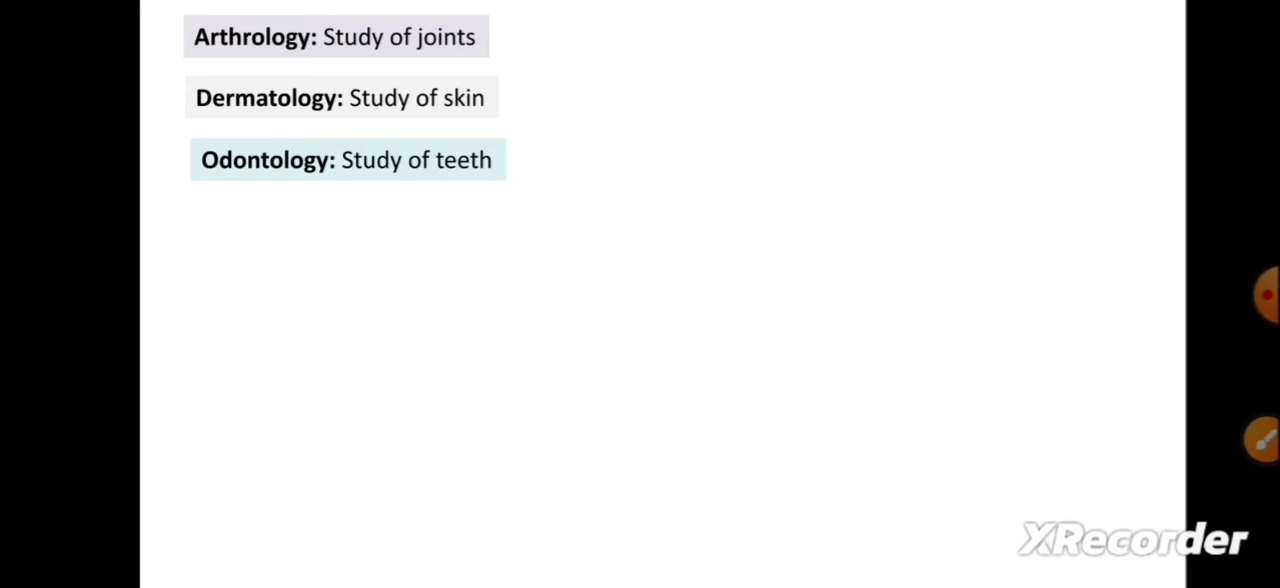 Arthrology: Study of joints
Dermatology: Study of skin
Odontology: Study of teeth
XRecorder